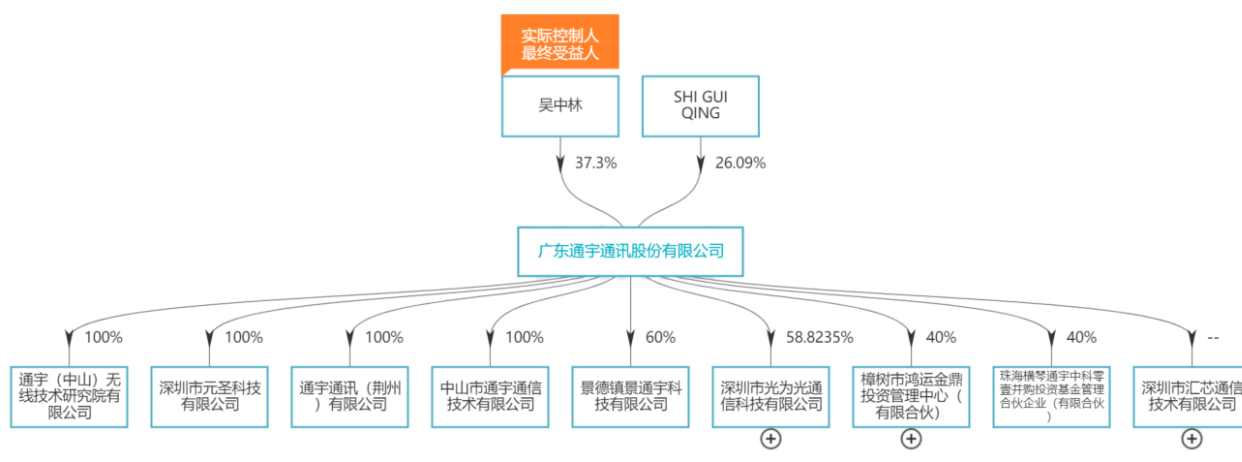 实际控制人
最终受益人
吴中林
SHI GUI
QING
37.3%
26.09%
广东通宇通讯股份有限公司
100%
100%
100%
100%
60%
58.8235%
40%
40%
--
通宇（中山）无
线技术研究院有
限公司
深圳市元圣科技
有限公司
通宇通讯（荆州
）有限公司
中山市通宇通信
技术有限公司
景德镇景通宇科
技有限公司
深圳市光为光通
信科技有限公司
樟树市鸿运金鼎
投资管理中心（
有限合伙）
珠海横琴通宇中科零
壹并购投资基金管理
合伙企业（有限合伙
）
深圳市汇芯通信
技术有限公司